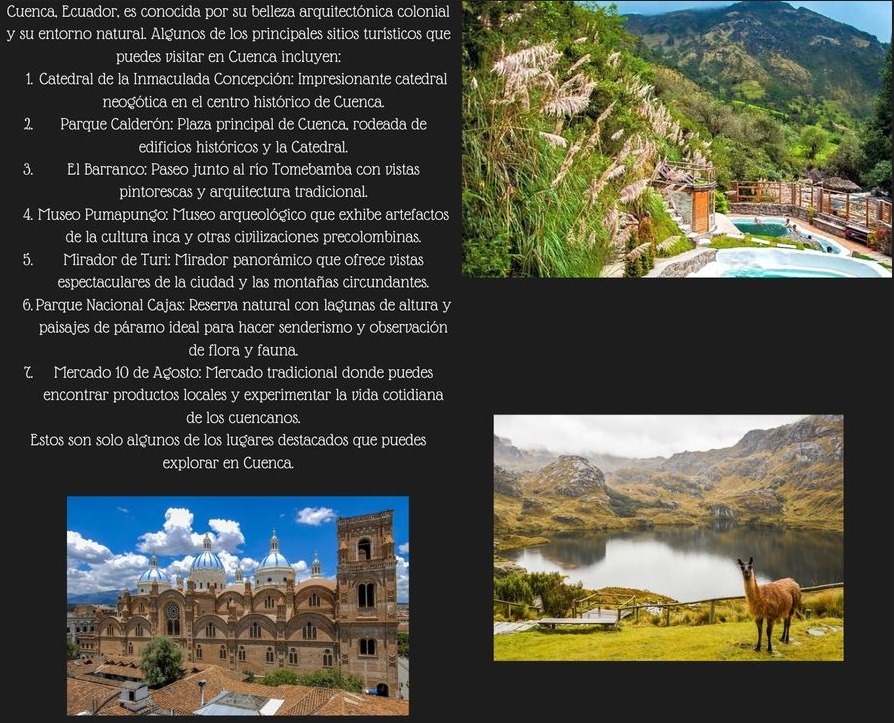 Cuenca, Ecuador, es conocida por su belleza arquitectónica colonial
y su entorno natural. Algunos de los principales sitios turísticos que
puedes visitar en Cuenca incluyen:
1. Catedral de la Inmaculada Concepción: Impresionante catedral
neogótica en el centro histórico de Cuenca.
2. Parque Calderón: Plaza principal de Cuenca, rodeada de
edificios históricos y la Catedral.
3. El Barranco: Paseo junto al río Tomebamba con vistas
pintorescas y arquitectura tradicional.
4. Museo Pumapungo: Museo arqueológico que exhibe artefactos
de la cultura inca y otras civilizaciones precolombinas.
5. Mirador de Turi: Mirador panorámico que ofrece vistas
espectaculares de la ciudad y las montañas circundantes.
6. Parque Nacional Cajas: Reserva natural con lagunas de altura y
paisajes de páramo ideal para hacer senderismo y observación
de flora y fauna.
7. Mercado 10 de Agosto: Mercado tradicional donde puedes
encontrar productos locales y experimentar la vida cotidiana
de los cuencanos.
Estos son solo algunos de los lugares destacados que puedes
explorar en Cuenca.